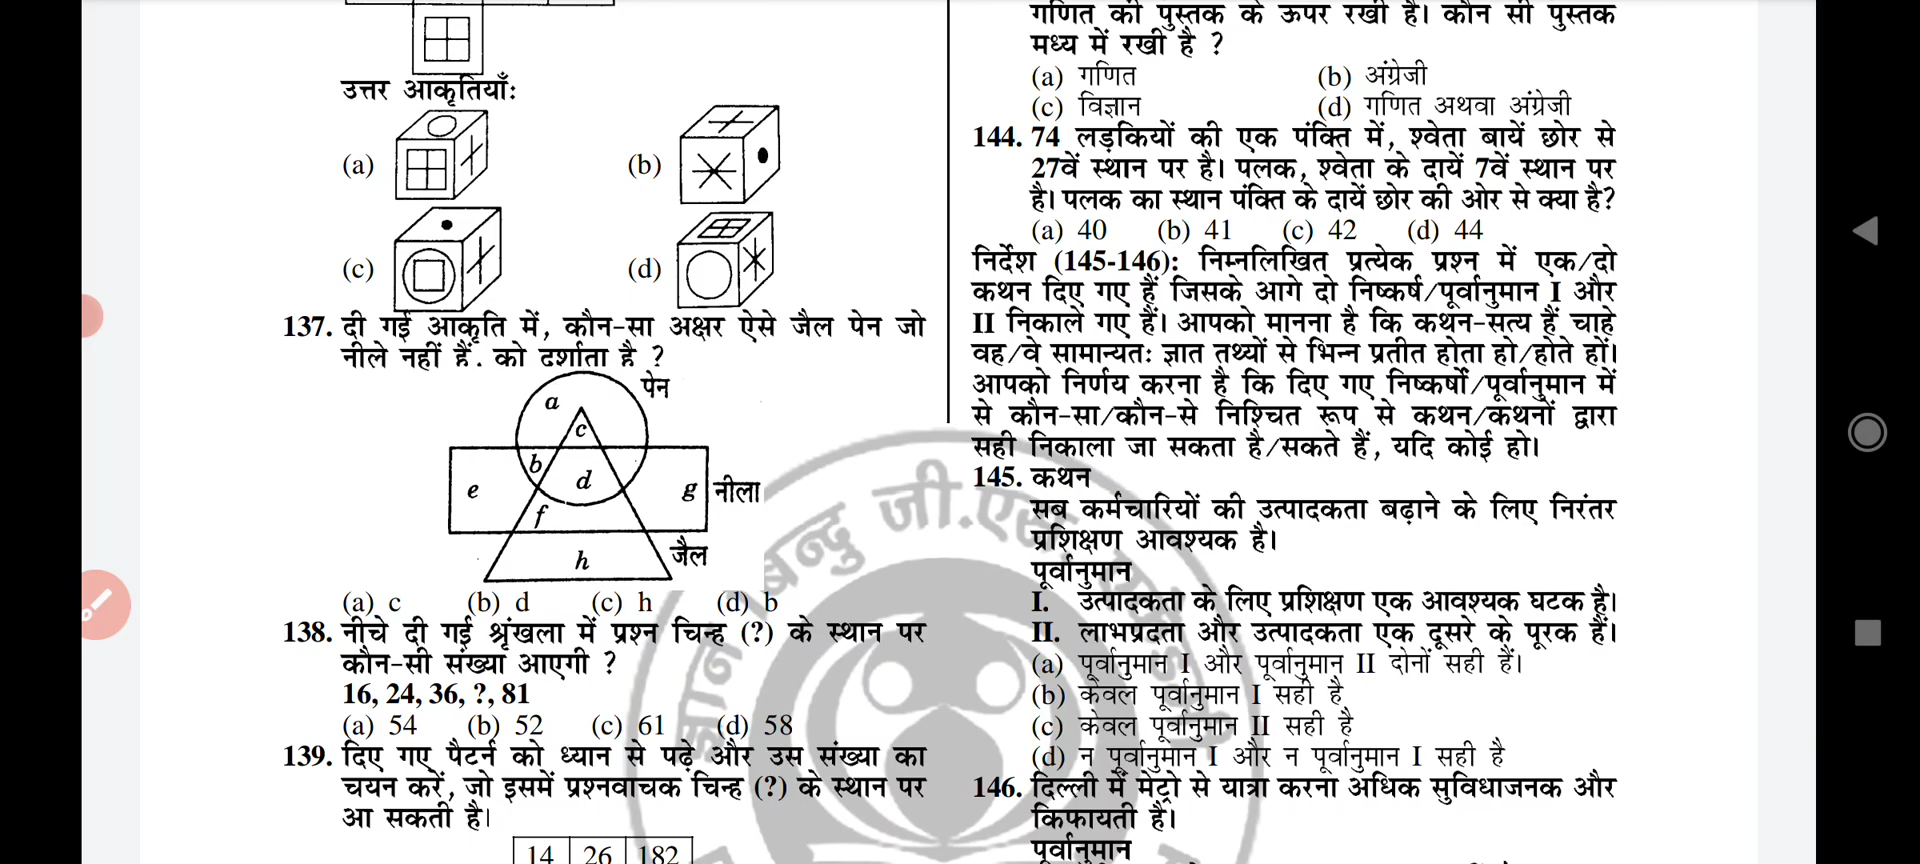 उत्तर आकृतियाँः
(a)
(b)
(c)
(d)
137. दी गई आकृति में, कौन-सा अक्षर ऐसे जैल पेन जो
नीले नहीं हैं. को दर्शाता है ?
पेन
a
c
b
d
e
g
नीला
f
जैल
h
(a) c (b) d (c) h (d) b
138. नीचे दी गई श्रृंखला में प्रश्न चिन्ह (?) के स्थान पर
कौन-सी संख्या आएगी ?
16, 24, 36, ?, 81
(a) 54 (b) 52 (c) 61 (d) 58
139. दिए गए पैटर्न को ध्यान से पढ़े और उस संख्या का
चयन करें, जो इसमें प्रश्नवाचक चिन्ह (?) के स्थान पर
आ सकती है।
14 26 182
गणित की पुस्तक के ऊपर रखी है। कौन सी पुस्तक
मध्य में रखी है ?
(a) गणित (b) अंग्रेजी
(c) विज्ञान (d) गणित अथवा अंग्रेजी
144. 74 लड़कियों की एक पंक्ति में, श्वेता बायें छोर से
27वें स्थान पर है। पलक, श्वेता के दायें 7वें स्थान पर
है। पलक का स्थान पंक्ति के दायें छोर की ओर से क्या है?
(a) 40 (b) 41 (c) 42 (d) 44
निर्देश (145-146): निम्नलिखित प्रत्येक प्रश्न में एक/दो
कथन दिए गए हैं जिसके आगे दो निष्कर्ष/पूर्वानुमान I और
II निकाले गए हैं। आपको मानना है कि कथन-सत्य हैं चाहे
वह/वे सामान्यतः ज्ञात तथ्यों से भिन्न प्रतीत होता हो/होते हों।
आपको निर्णय करना है कि दिए गए निष्कर्षों/पूर्वानुमान में
से कौन-सा/कौन-से निश्चित रूप से कथन/कथनों द्वारा
सही निकाला जा सकता है/सकते हैं, यदि कोई हो।
145. कथन
सब कर्मचारियों की उत्पादकता बढ़ाने के लिए निरंतर
प्रशिक्षण आवश्यक है।
पूर्वानुमान
I. उत्पादकता के लिए प्रशिक्षण एक आवश्यक घटक है।
II. लाभप्रदता और उत्पादकता एक दूसरे के पूरक हैं।
(a) पूर्वानुमान I और पूर्वानुमान II दोनों सही हैं।
(b) केवल पूर्वानुमान I सही है
(c) केवल पूर्वानुमान II सही है
(d) न पूर्वानुमान I और न पूर्वानुमान I सही है
146. दिल्ली में मेट्रो से यात्रा करना अधिक सुविधाजनक और
किफायती है।
पूर्वानुमान